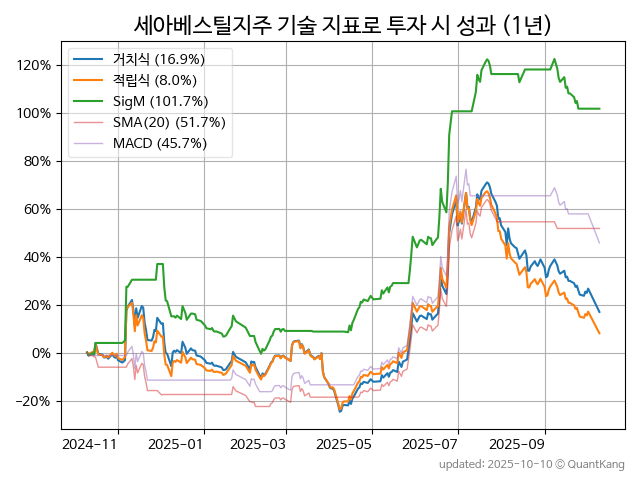 세아베스틸지주 기술 지표로 투자 시 성과 (1년)
거치식 (16.9%)
적립식 (8.0%)
SigM (101.7%)
SMA(20) (51.7%)
MACD (45.7%)
120%
100%
80%
60%
40%
20%
0%
−20%
2024−11 2025−01 2025−03 2025−05 2025−07 2025−09
updated: 2025-10-10 © QuantKang